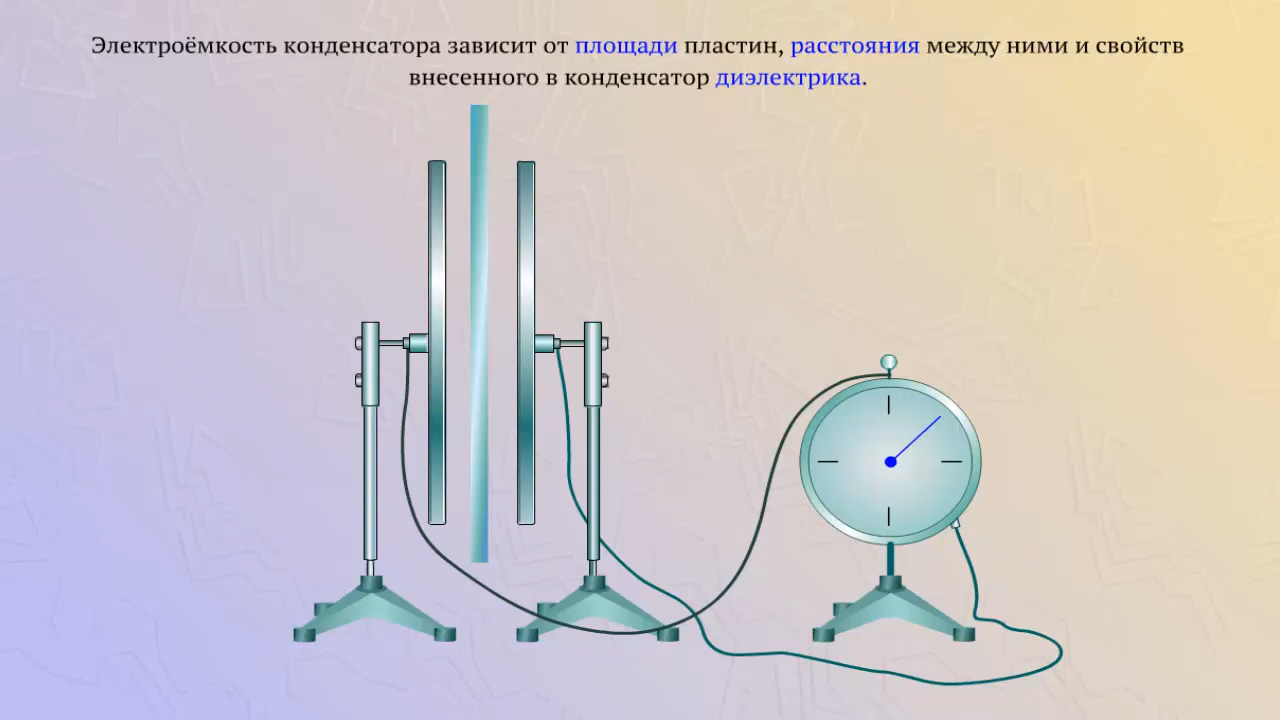 Электроёмкость конденсатора зависит от площади пластин, расстояния между ними и свойств
внесенного в конденсатор диэлектрика.